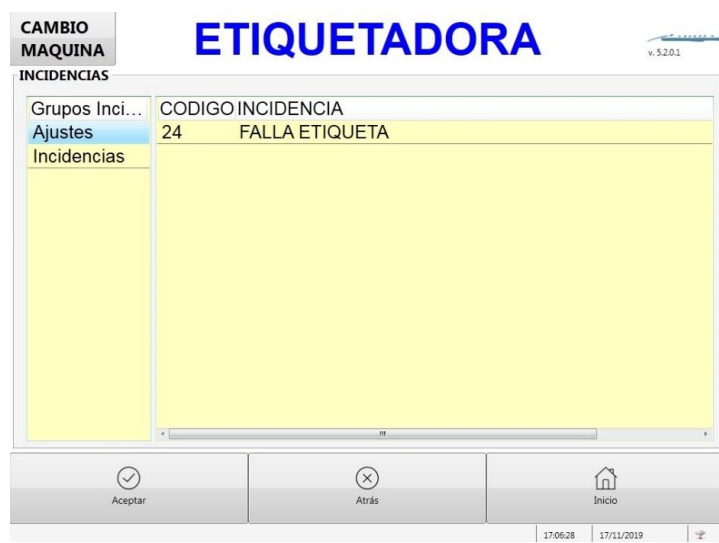 CAMBIO
MAQUINA
ETIQUETADORA
v. 5.2.0.1
INCIDENCIAS
Grupos Inci...
CODIGO INCIDENCIA
Ajustes
24 FALLA ETIQUETA
Incidencias
Aceptar
Atrás
Inicio
17:06:28 17/11/2019